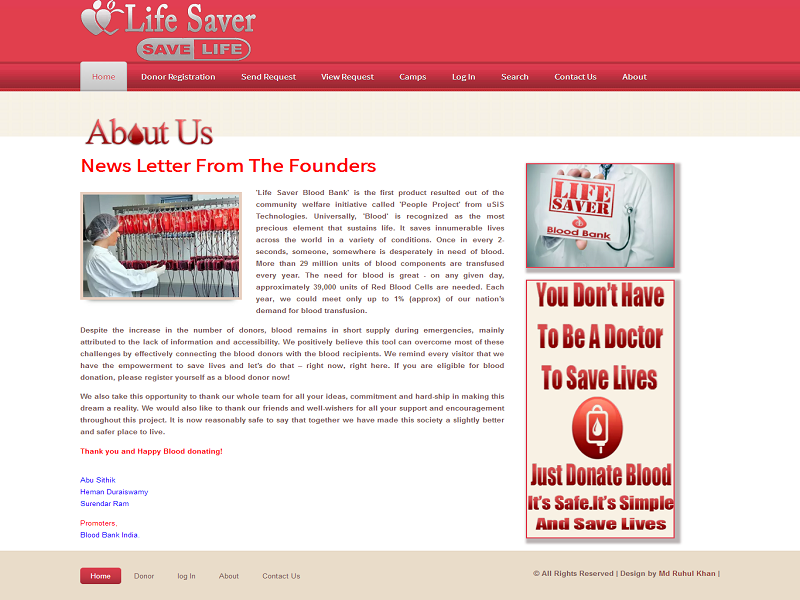 Life Saver
SAVE LIFE
Home Donor Registration Send Request View Request Camps Log In Search Contact Us About
About Us
News Letter From The Founders
'Life Saver Blood Bank' is the first product resulted out of the
community welfare initiative called 'People Project' from uSiS
Technologies. Universally, 'Blood' is recognized as the most
precious element that sustains life. It saves innumerable lives
across the world in a variety of conditions. Once in every 2-
seconds, someone, somewhere is desperately in need of blood.
More than 29 million units of blood components are transfused
every year. The need for blood is great - on any given day,
approximately 39,000 units of Red Blood Cells are needed. Each
year, we could meet only up to 1% (approx) of our nation's
demand for blood transfusion.
Despite the increase in the number of donors, blood remains in short supply during emergencies, mainly
attributed to the lack of information and accessibility. We positively believe this tool can overcome most of these
challenges by effectively connecting the blood donors with the blood recipients. We remind every visitor that we
have the empowerment to save lives and let's do that – right now, right here. If you are eligible for blood
donation, please register yourself as a blood donor now!
We also take this opportunity to thank our whole team for all your ideas, commitment and hard-ship in making this
dream a reality. We would also like to thank our friends and well-wishers for all your support and encouragement
throughout this project. It is now reasonably safe to say that together we have made this society a slightly better
and safer place to live.
Thank you and Happy Blood donating!
Abu Sithik
Heman Duraiswamy
Surendar Ram
Promoters,
Blood Bank India.
LIFE
SAVER
Blood Bank
You Don't Have
To Be A Doctor
To Save Lives
Just Donate Blood
It's Safe.It's Simple
And Save Lives
Home Donor log In About Contact Us
© All Rights Reserved | Design by Md Ruhul Khan |